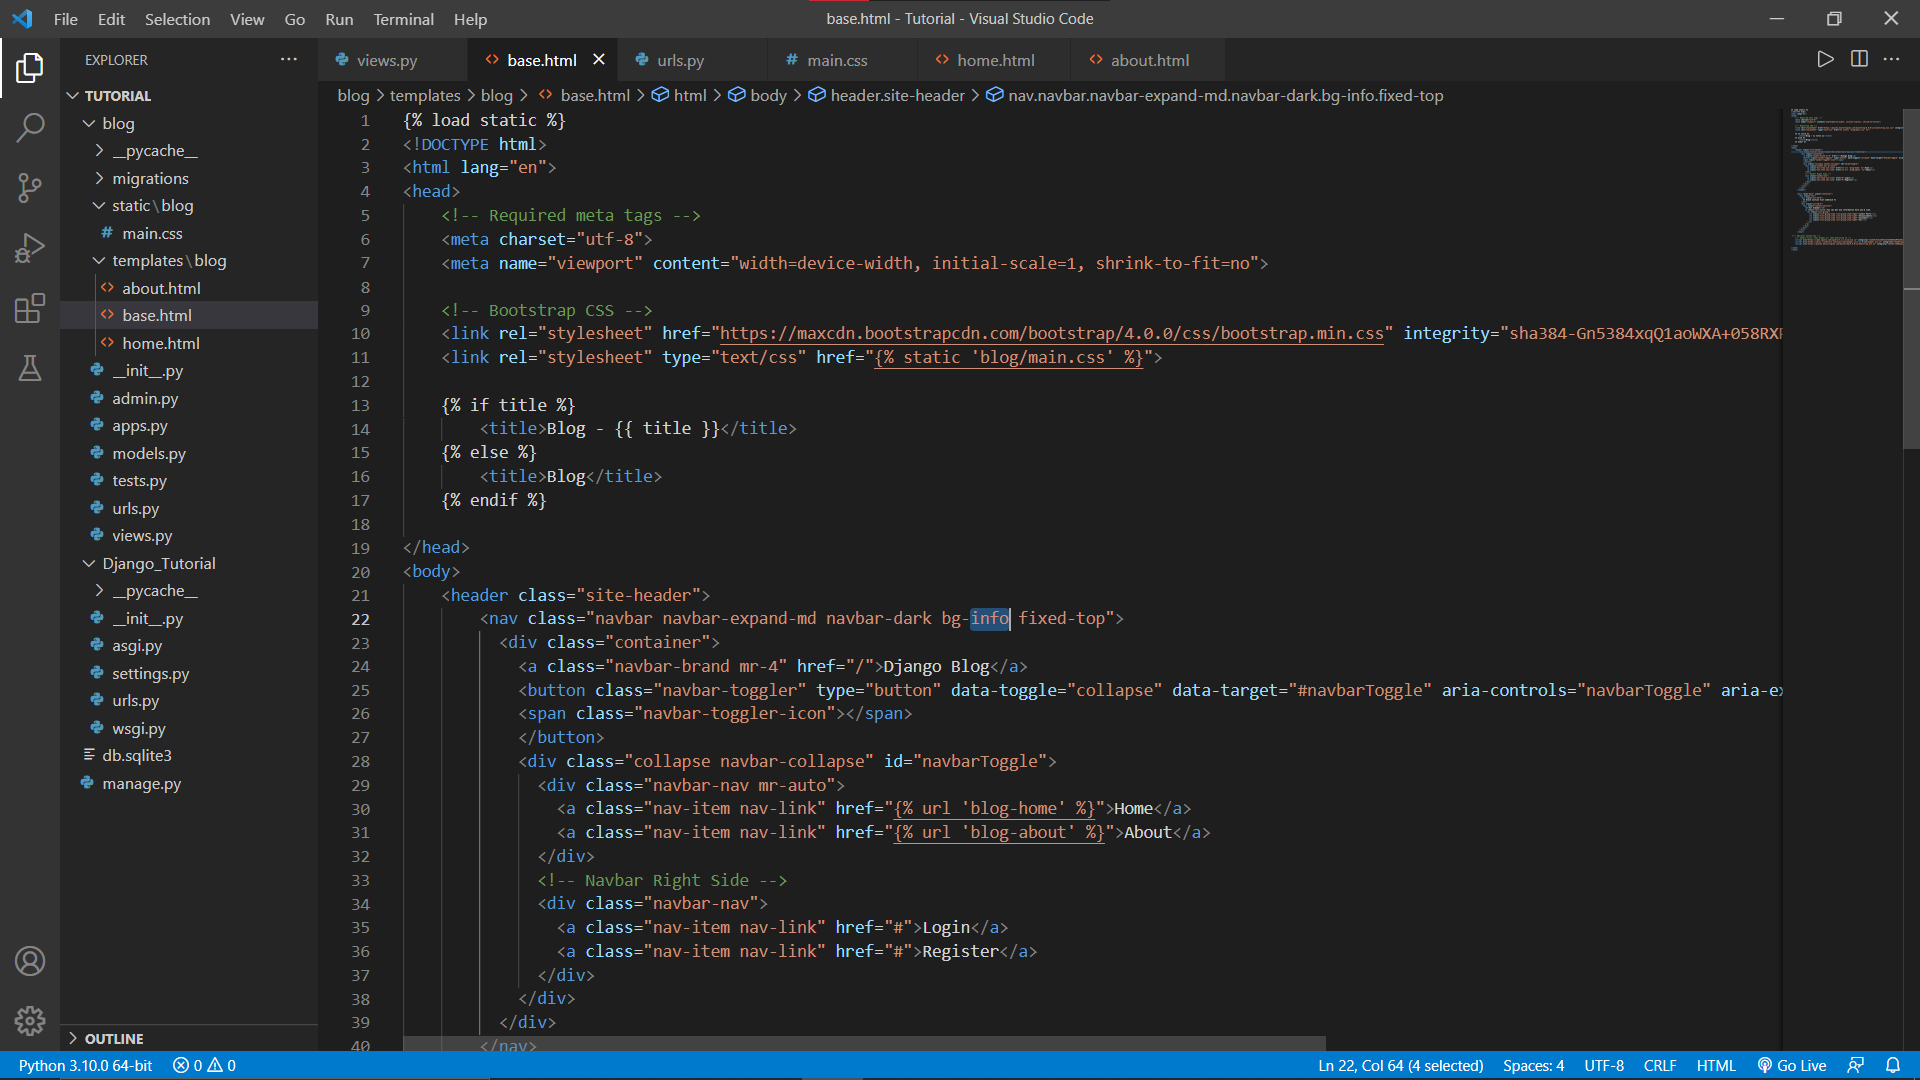 File Edit Selection View Go Run Terminal Help
base.html - Tutorial - Visual Studio Code
EXPLORER
TUTORIAL
blog
__pycache__
migrations
static\blog
main.css
templates\blog
about.html
base.html
home.html
__init__.py
admin.py
apps.py
models.py
tests.py
urls.py
views.py
Django_Tutorial
__pycache__
__init__.py
asgi.py
settings.py
urls.py
wsgi.py
db.sqlite3
manage.py
OUTLINE
views.py base.html urls.py main.css home.html about.html
blog > templates > blog > base.html > html > body > header.site-header > nav.navbar.navbar-expand-md.navbar-dark.bg-info.fixed-top
1 {% load static %}
2 <!DOCTYPE html>
3 <html lang="en">
4 <head>
5 <!-- Required meta tags -->
6 <meta charset="utf-8">
7 <meta name="viewport" content="width=device-width, initial-scale=1, shrink-to-fit=no">
8
9 <!-- Bootstrap CSS -->
10 <link rel="stylesheet" href="https://maxcdn.bootstrapcdn.com/bootstrap/4.0.0/css/bootstrap.min.css" integrity="sha384-Gn5384xqQ1aoWXA+058RXP
11 <link rel="stylesheet" type="text/css" href="{% static 'blog/main.css' %}">
12
13 {% if title %}
14 <title>Blog - {{ title }}</title>
15 {% else %}
16 <title>Blog</title>
17 {% endif %}
18
19 </head>
20 <body>
21 <header class="site-header">
22 <nav class="navbar navbar-expand-md navbar-dark bg-info fixed-top">
23 <div class="container">
24 <a class="navbar-brand mr-4" href="/">Django Blog</a>
25 <button class="navbar-toggler" type="button" data-toggle="collapse" data-target="#navbarToggle" aria-controls="navbarToggle" aria-ex
26 <span class="navbar-toggler-icon"></span>
27 </button>
28 <div class="collapse navbar-collapse" id="navbarToggle">
29 <div class="navbar-nav mr-auto">
30 <a class="nav-item nav-link" href="{% url 'blog-home' %}">Home</a>
31 <a class="nav-item nav-link" href="{% url 'blog-about' %}">About</a>
32 </div>
33 <!-- Navbar Right Side -->
34 <div class="navbar-nav">
35 <a class="nav-item nav-link" href="#">Login</a>
36 <a class="nav-item nav-link" href="#">Register</a>
37 </div>
38 </div>
39 </div>
40 </nav>
Python 3.10.0 64-bit 0 0 Ln 22, Col 64 (4 selected) Spaces: 4 UTF-8 CRLF HTML Go Live